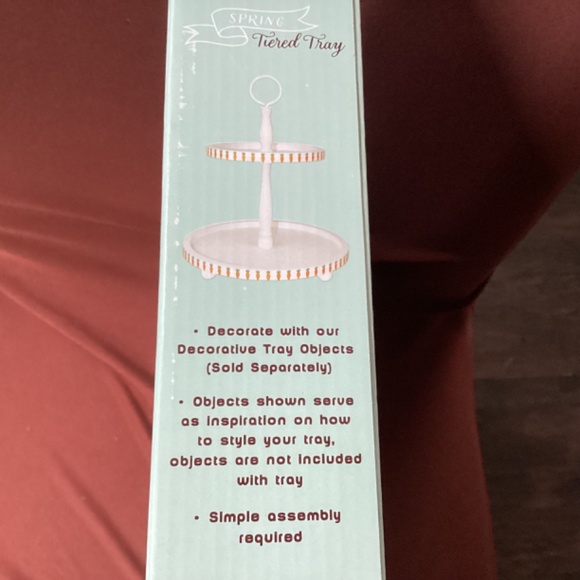 SPRING
Tiered Tray
• Decorate with our
Decorative Tray Objects
(Sold Separately)
• Objects shown serve
as inspiration on how
to style your tray,
objects are not included
with tray
• Simple assembly
required